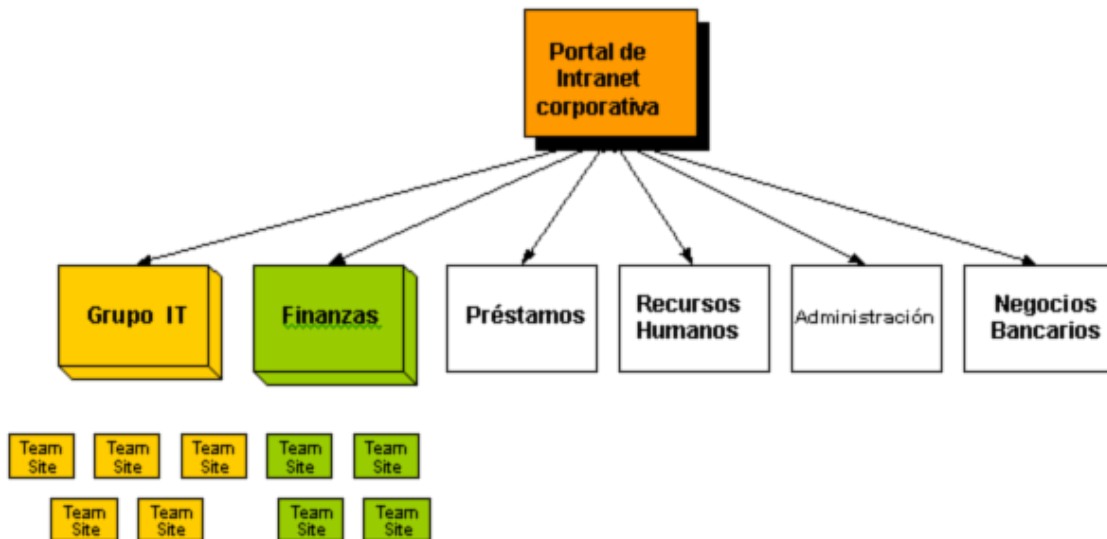 Portal de
Intranet
corporativa
Grupo IT
Finanzas
Préstamos
Recursos
Humanos
Administración
Negocios
Bancarios
Team
Site
Team
Site
Team
Site
Team
Site
Team
Site
Team
Site
Team
Site
Team
Site
Team
Site